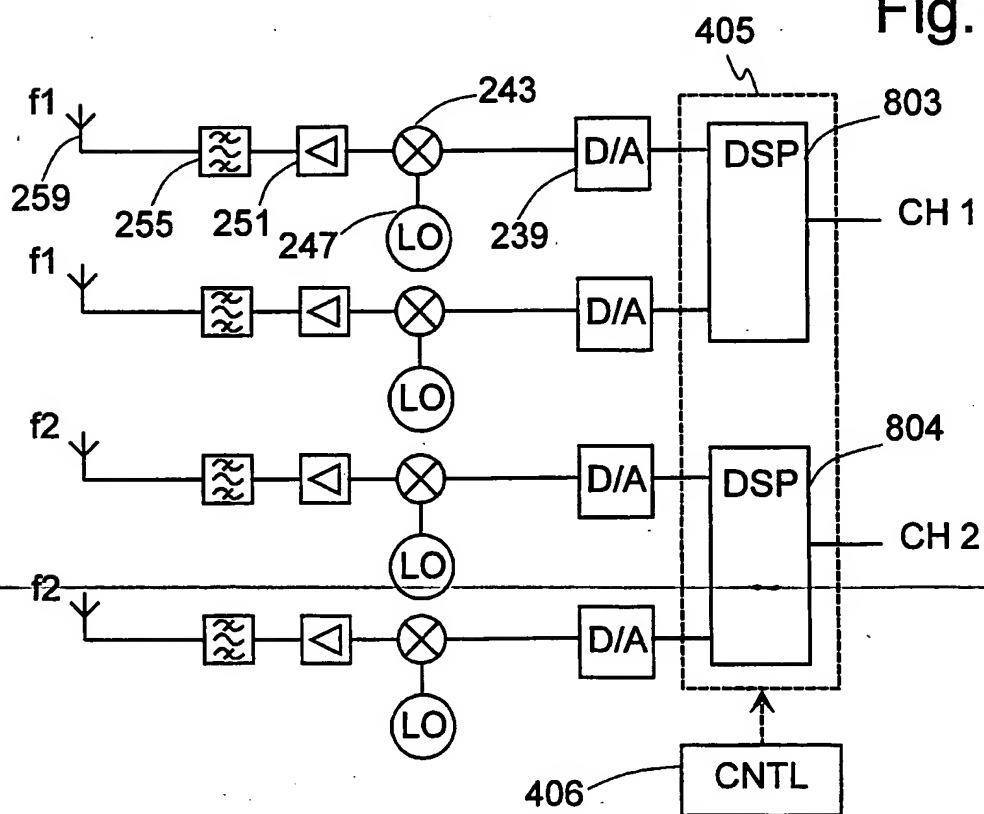 Fig.
405
f1
243
803
D/A
DSP
259
255
251
247
LO
239
CH 1
f1
D/A
LO
f2
804
D/A
DSP
LO
CH 2
f2
D/A
LO
CNTL
406